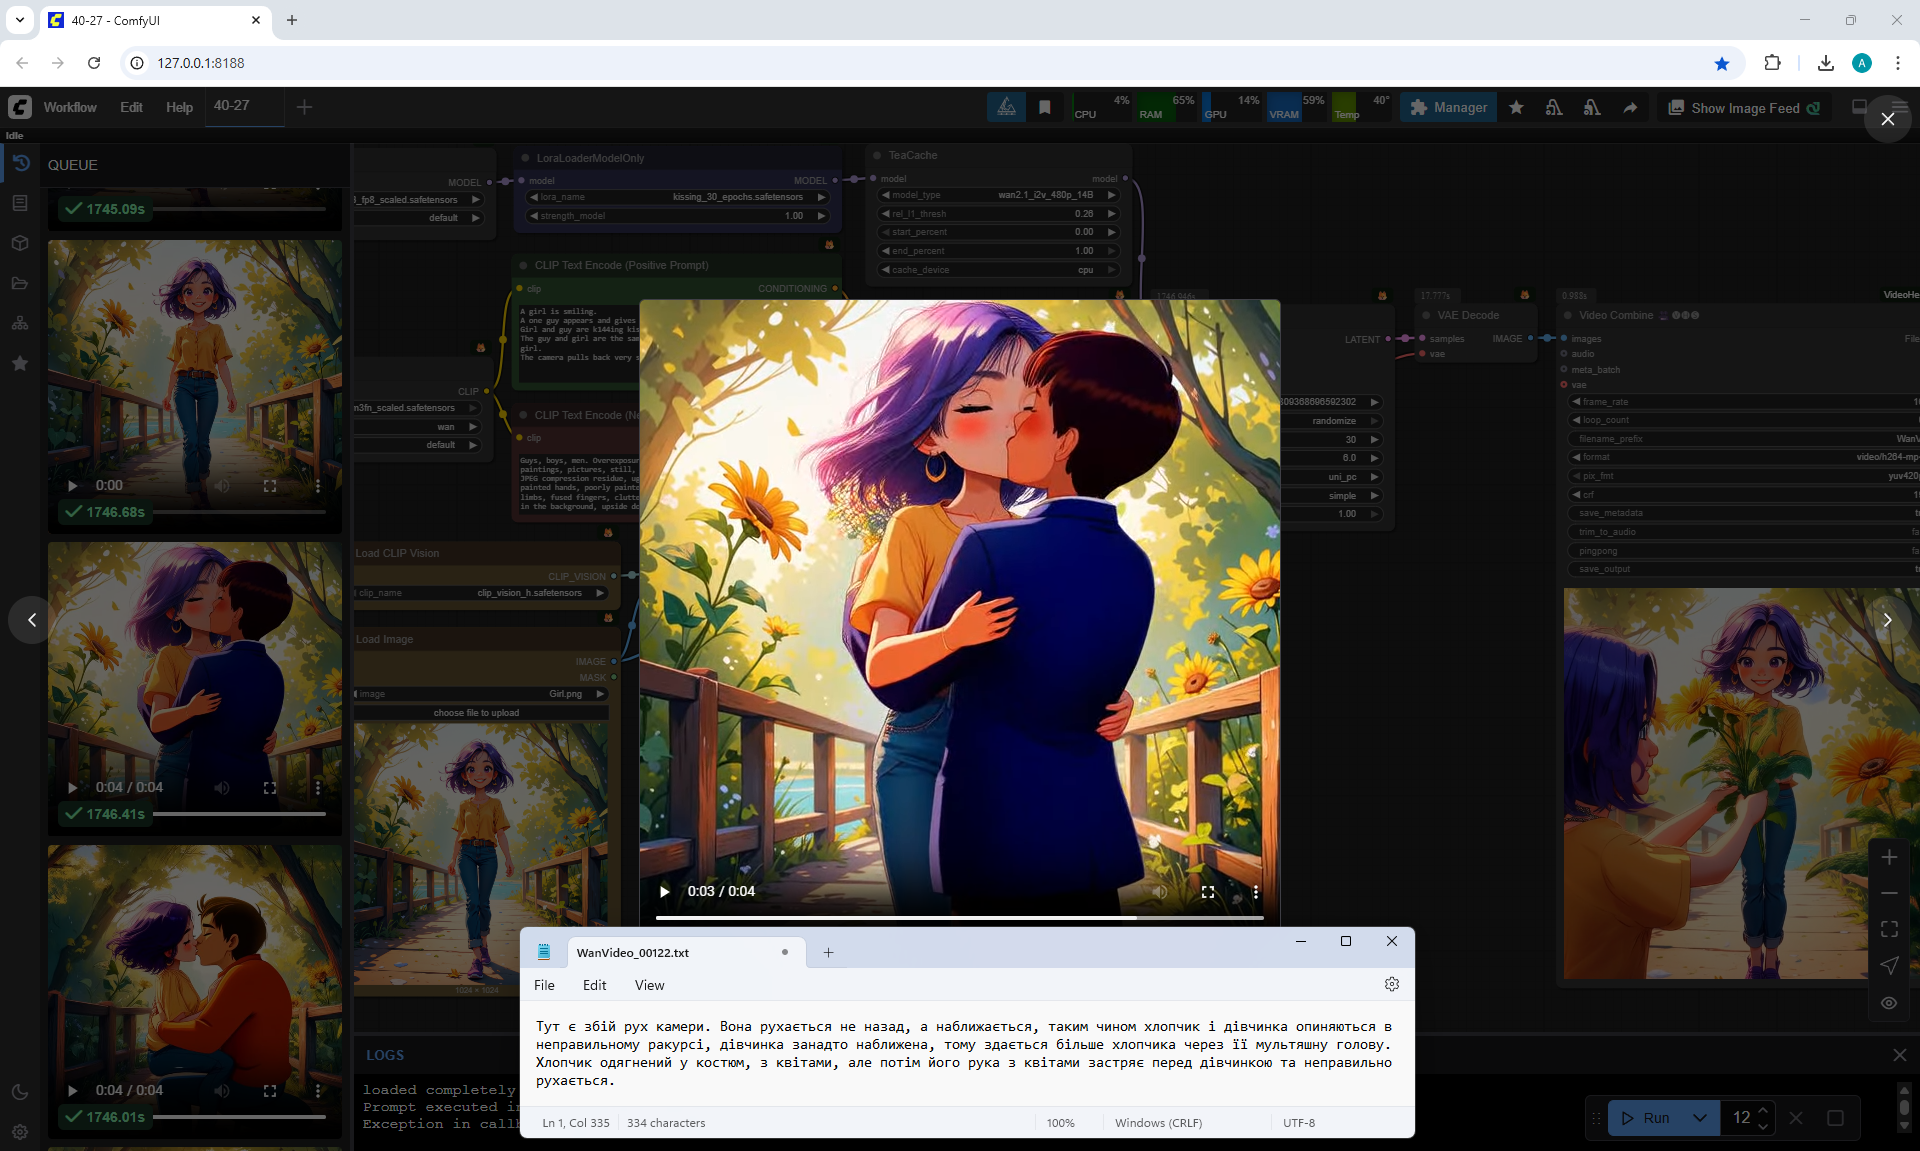 40-27 - ComfyUI
127.0.0.1:8188
Workflow Edit Help 40-27
CPU 4% RAM 65% GPU 14% VRAM 59% Temp 40°
Manager
Show Image Feed
Idle
QUEUE
1745.09s
0:00
1746.68s
0:04 / 0:04
1746.41s
0:04 / 0:04
1746.01s
MODEL
_fp8_scaled.safetensors
default
LoraLoaderModelOnly
model MODEL
lora_name kissing_30_epochs.safetensors
strength_model 1.00
TeaCache
model model
model_type wan2.1_i2v_480p_14B
rel_l1_thresh 0.26
start_percent 0.00
end_percent 1.00
cache_device cpu
CLIP Text Encode (Positive Prompt)
clip CONDITIONING
A girl is smiling.
A one guy appears and gives
Girl and guy are k144ing
The guy and girl are the
girl.
The camera pulls back very
CLIP
m3fn_scaled.safetensors
wan
default
CLIP Text Encode
clip
Guys, boys, men.
paintings, pictures, still,
JPEG compression residue,
painted hands, poorly
limbs, fused fingers,
in the background, upside
Load CLIP Vision
CLIP_VISION
clip_name clip_vision_h.safetensors
Load Image
IMAGE
MASK
image Girl.png
choose file to upload
1024 × 1024
LATENT
randomize
30
6.0
uni_pc
simple
1.00
17.777s
VAE Decode
samples IMAGE
vae
0.988s
Video Combine
images
audio
meta_batch
vae
frame_rate
loop_count
filename_prefix
format video/h264-mp
pix_fmt yuv420
crf
save_metadata
trim_to_audio
pingpong
save_output
0:03 / 0:04
WanVideo_00122.txt
File Edit View
Тут є збій рух камери. Вона рухається не назад, а наближається, таким чином хлопчик і дівчинка опиняються в
неправильному ракурсі, дівчинка занадто наближена, тому здається більше хлопчика через її мультяшну голову.
Хлопчик одягнений у костюм, з квітами, але потім його рука з квітами застряє перед дівчинкою та неправильно
рухається.
Ln 1, Col 335 334 characters 100% Windows (CRLF) UTF-8
LOGS
loaded completely
Prompt executed
Exception in
Run 12